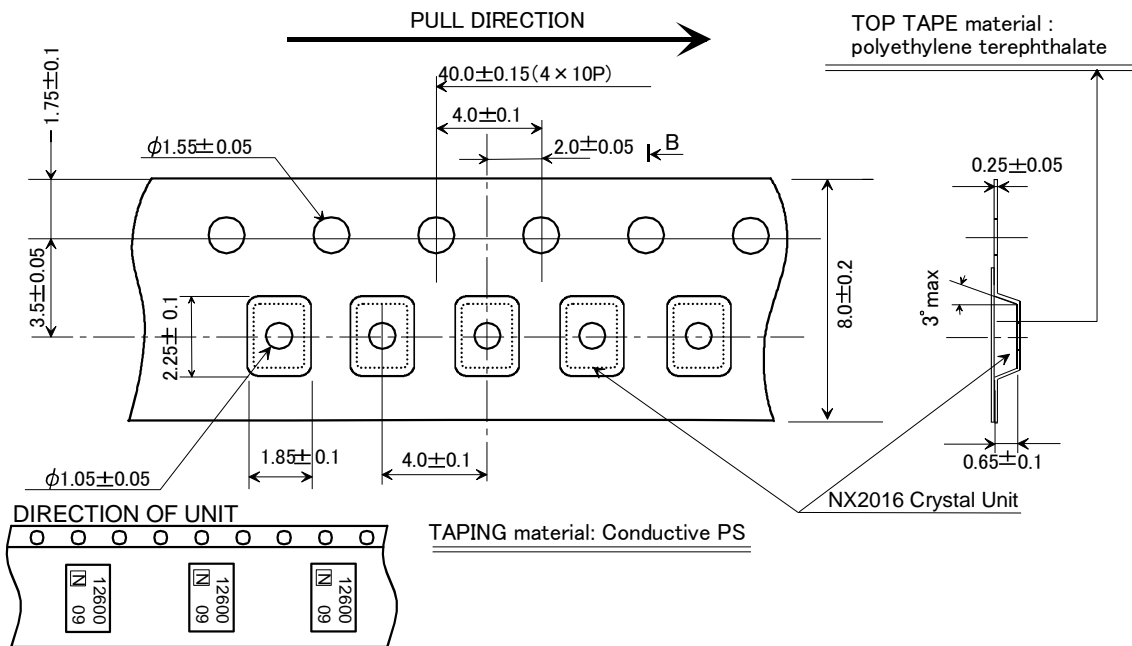 PULL DIRECTION
TOP TAPE material :
polyethylene terephthalate
1.75±0.1
40.0±0.15(4×10P)
4.0±0.1
φ1.55±0.05
2.0±0.05
B
0.25±0.05
3.5±0.05
2.25±0.1
8.0±0.2
3°max
1.85±0.1
4.0±0.1
0.65±0.1
φ1.05±0.05
NX2016 Crystal Unit
DIRECTION OF UNIT
TAPING material: Conductive PS
12600
N 09
12600
N 09
12600
N 09